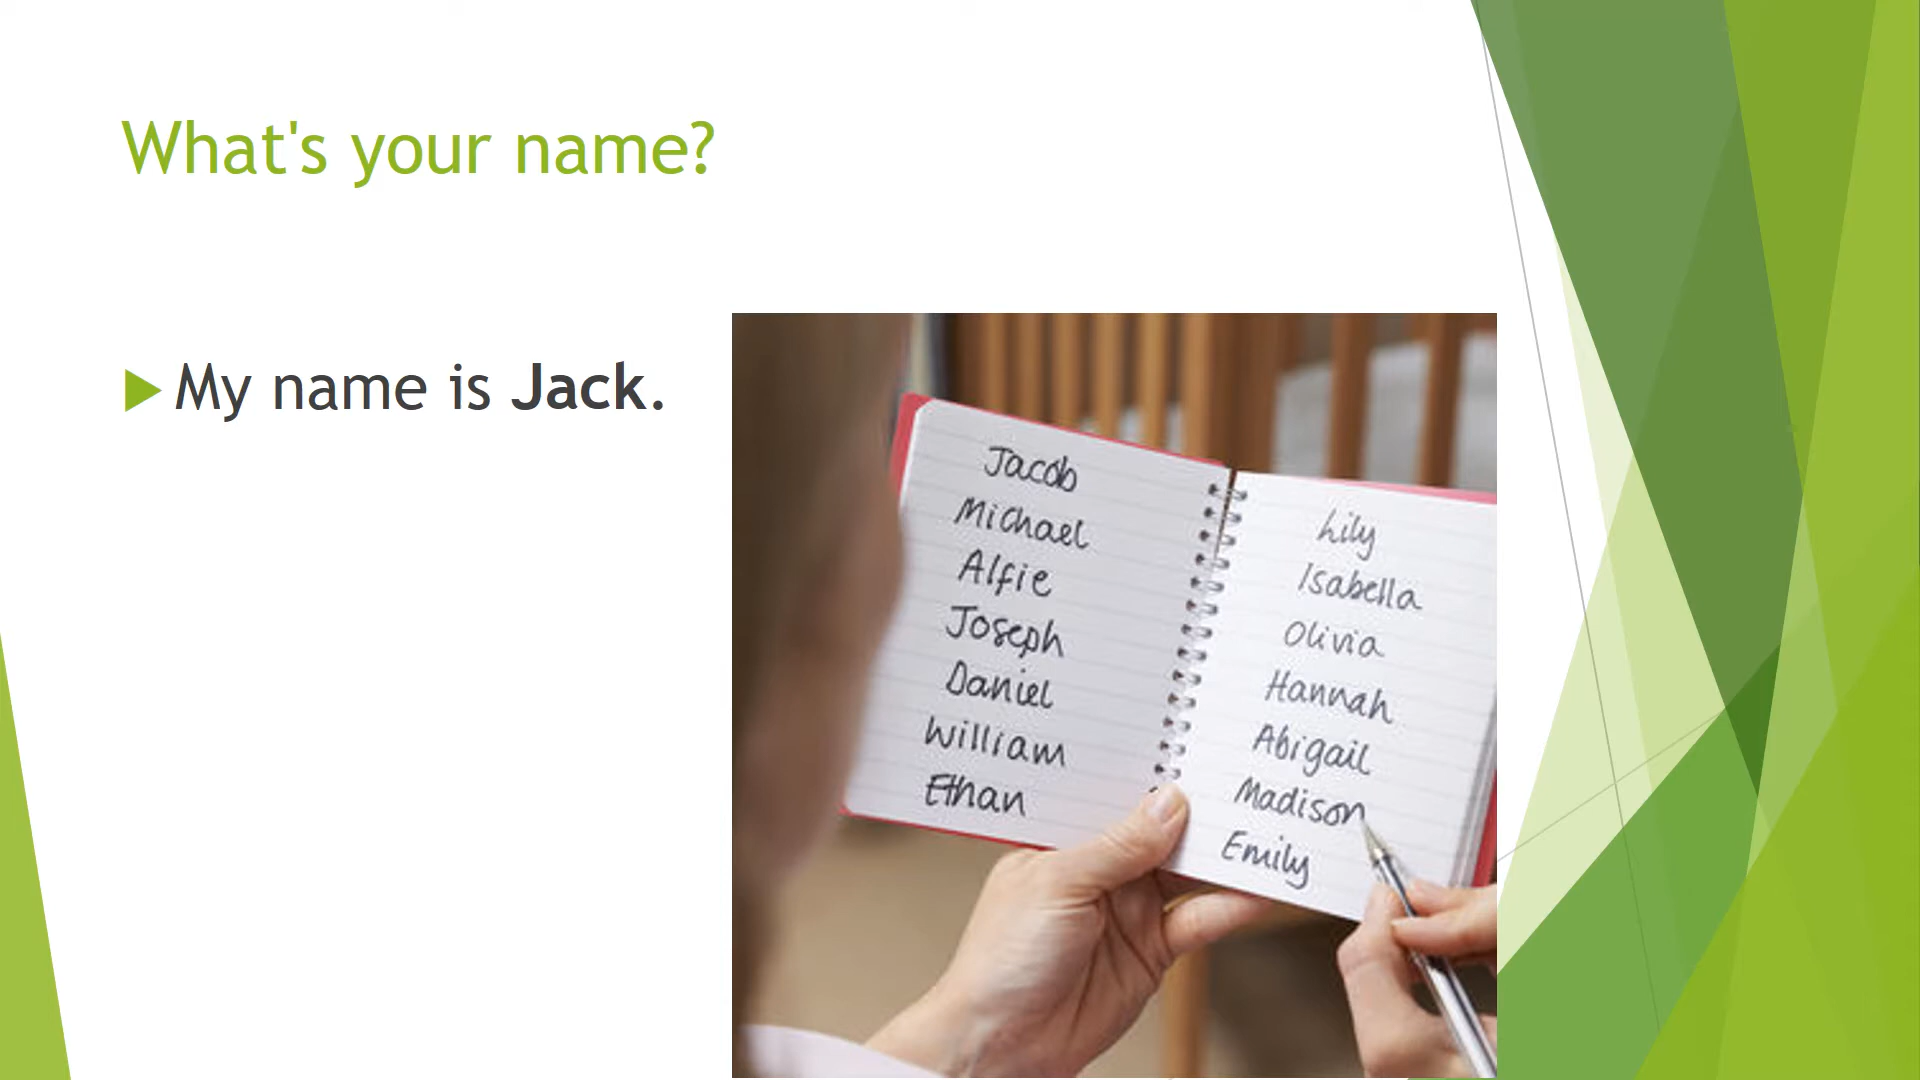 What's your name?
My name is Jack.
Jacob
Michael
Alfie
Joseph
Daniel
William
Ethan
Lily
Isabella
Olivia
Hannah
Abigail
Madison
Emily